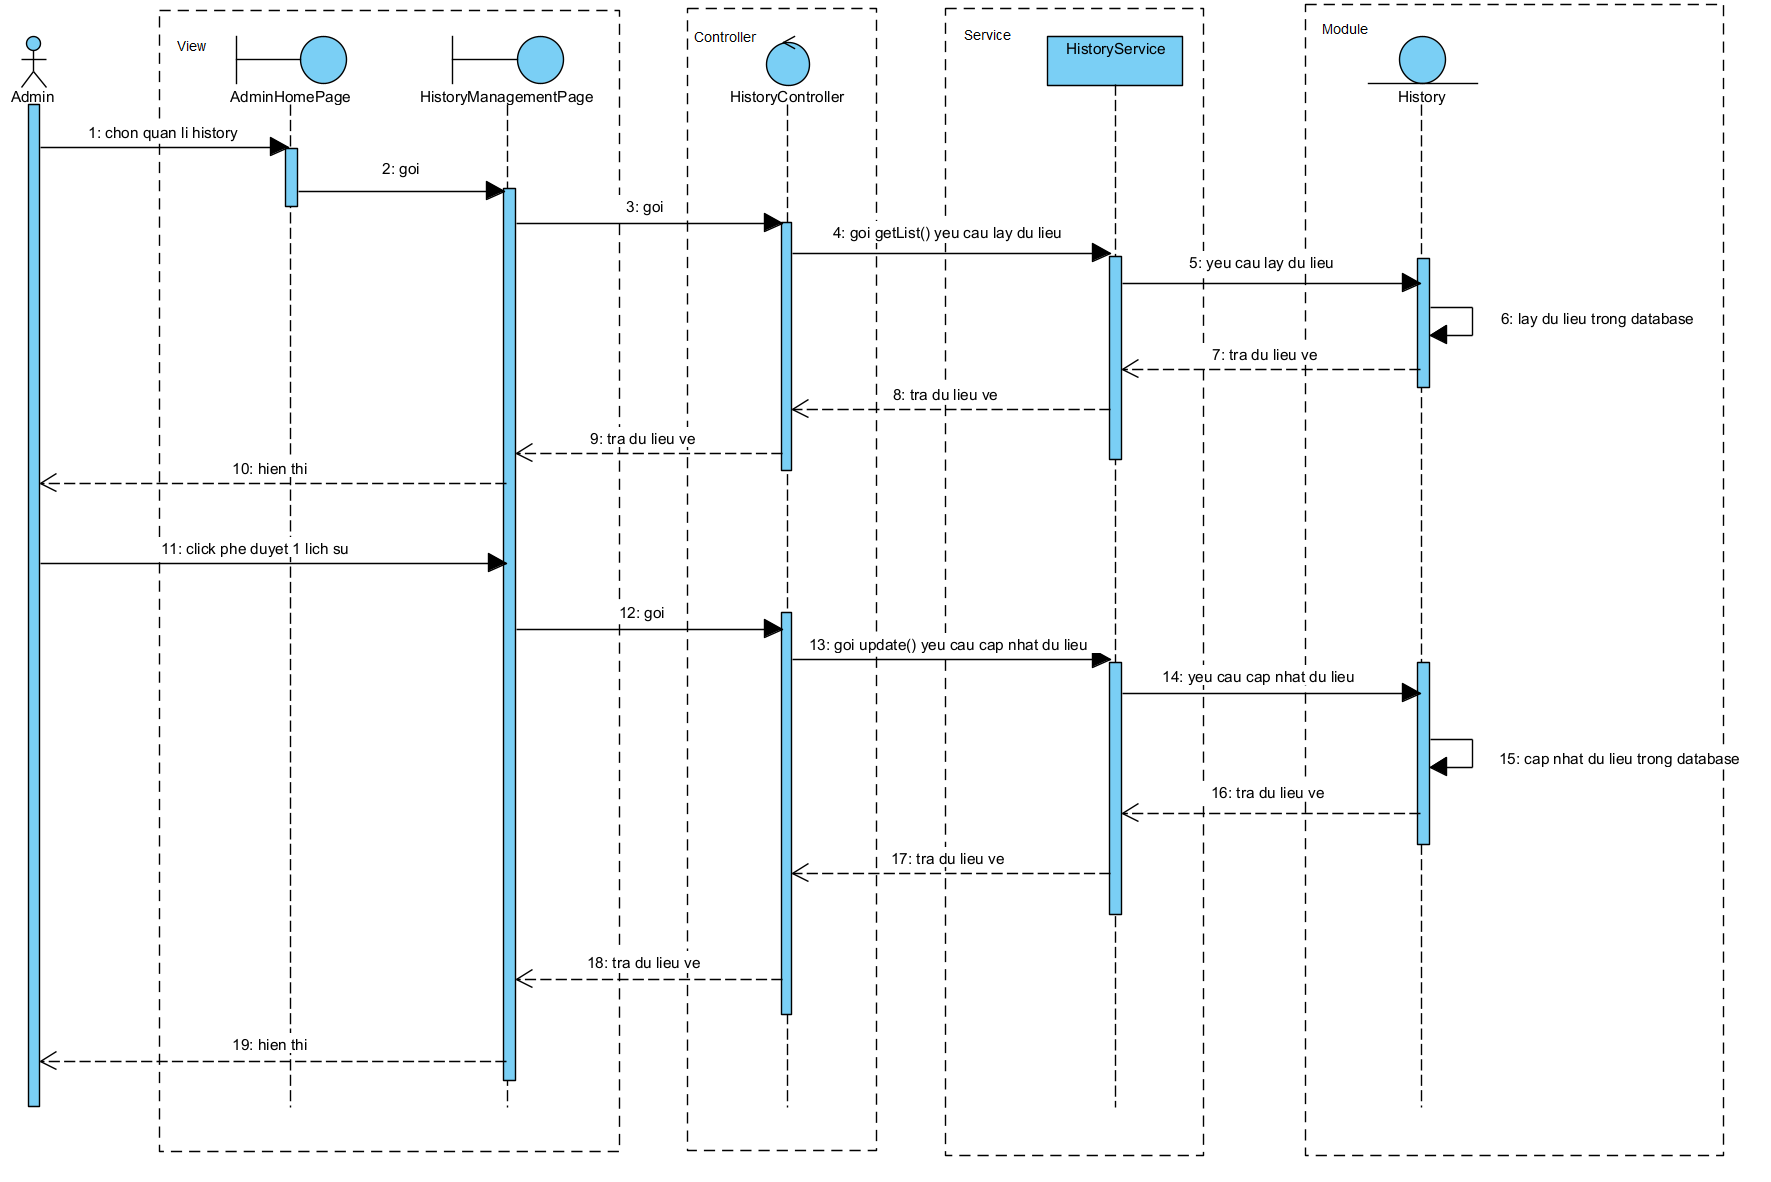 View
Controller
Service
Module
HistoryService
Admin
AdminHomePage
HistoryManagementPage
HistoryController
History
1: chon quan li history
2: goi
3: goi
4: goi getList() yeu cau lay du lieu
5: yeu cau lay du lieu
6: lay du lieu trong database
7: tra du lieu ve
8: tra du lieu ve
9: tra du lieu ve
10: hien thi
11: click phe duyet 1 lich su
12: goi
13: goi update() yeu cau cap nhat du lieu
14: yeu cau cap nhat du lieu
15: cap nhat du lieu trong database
16: tra du lieu ve
17: tra du lieu ve
18: tra du lieu ve
19: hien thi